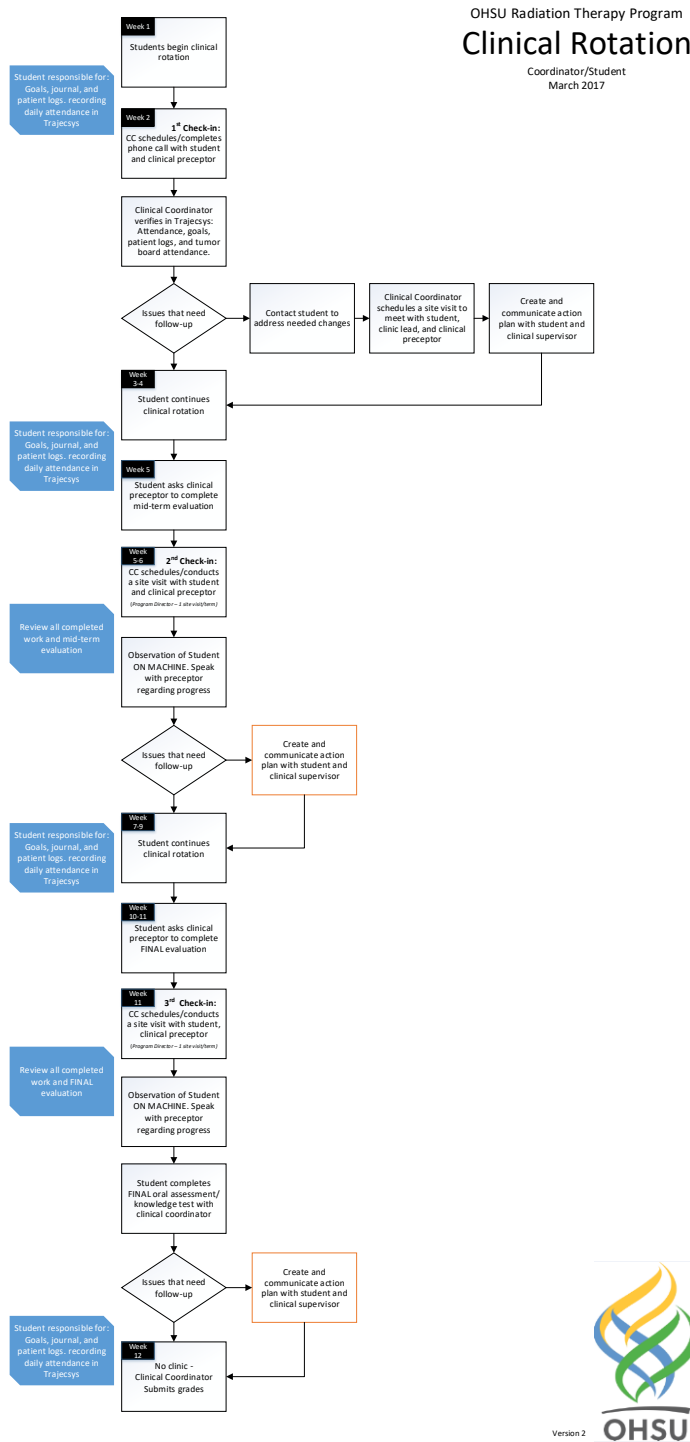 OHSU Radiation Therapy Program
Clinical Rotation
Coordinator/Student
March 2017
Week 1
Students begin clinical
rotation
Student responsible for:
Goals, journal, and
patient logs. recording
daily attendance in
Trajecsys
Week 2
1st Check-in:
CC schedules/completes
phone call with student
and clinical preceptor
Clinical Coordinator
verifies in Trajecsys:
Attendance, goals,
patient logs, and tumor
board attendance.
Issues that need
follow-up
Contact student to
address needed changes
Clinical Coordinator
schedules a site visit to
meet with student,
clinic lead, and clinical
preceptor
Create and
communicate action
plan with student and
clinical supervisor
Week
3-4
Student continues
clinical rotation
Student responsible for:
Goals, journal, and
patient logs. recording
daily attendance in
Trajecsys
Week 5
Student asks clinical
preceptor to complete
mid-term evaluation
Week
5-6
2nd Check-in:
CC schedules/conducts
a site visit with student
and clinical preceptor
(Program Director – 1 site visit/term)
Review all completed
work and mid-term
evaluation
Observation of Student
ON MACHINE. Speak
with preceptor
regarding progress
Issues that need
follow-up
Create and
communicate action
plan with student and
clinical supervisor
Week
7-9
Student continues
clinical rotation
Student responsible for:
Goals, journal, and
patient logs. recording
daily attendance in
Trajecsys
Week
10-11
Student asks clinical
preceptor to complete
FINAL evaluation
Week
11
3rd Check-in:
CC schedules/conducts
a site visit with student,
clinical preceptor
(Program Director – 1 site visit/term)
Review all completed
work and FINAL
evaluation
Observation of Student
ON MACHINE. Speak
with preceptor
regarding progress
Student completes
FINAL oral assessment/
knowledge test with
clinical coordinator
Issues that need
follow-up
Create and
communicate action
plan with student and
clinical supervisor
Student responsible for:
Goals, journal, and
patient logs. recording
daily attendance in
Trajecsys
Week
12
No clinic -
Clinical Coordinator
Submits grades
Version 2
OHSU